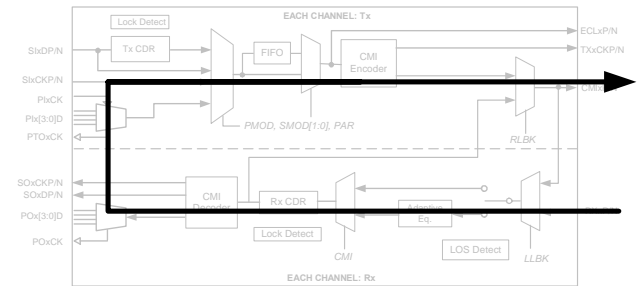 EACH CHANNEL: Tx
Lock Detect
ECLxP/N
SIxDP/N
Tx CDR
TXxCKP/N
FIFO
CMI
Encoder
SIxCKP/N
PIxCK
PIx[3:0]D
PMOD, SMOD[1:0], PAR
RLBK
PTOxCK
SOxCKP/N
SOxDP/N
CMI
Decoder
Rx CDR
Adaptive
Eq.
POx[3:0]D
Lock Detect
LOS Detect
POxCK
CMI
LLBK
EACH CHANNEL: Rx